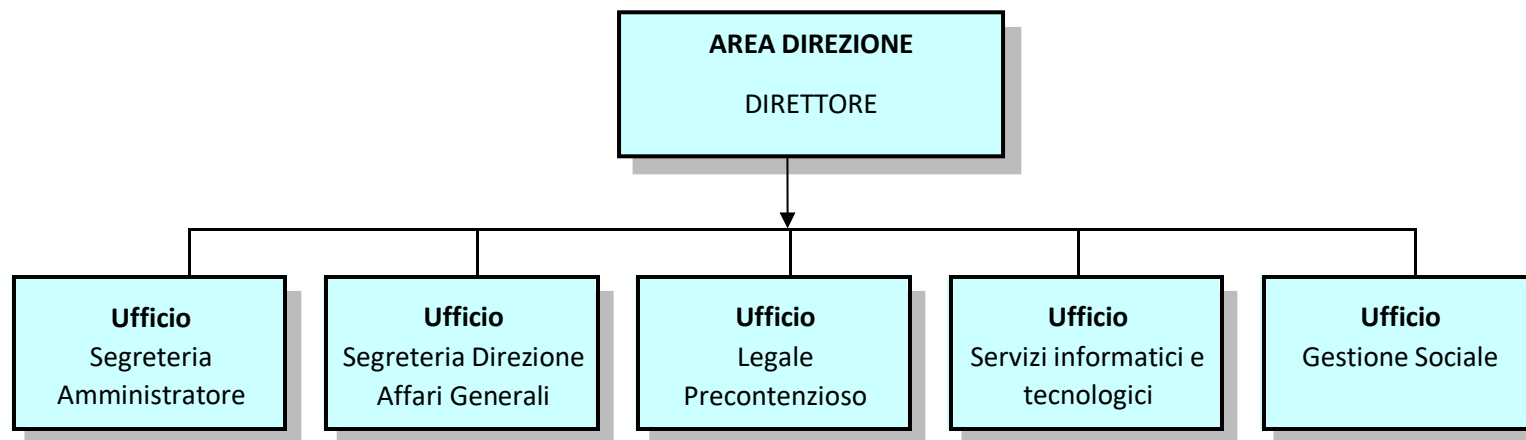 AREA DIREZIONE
DIRETTORE
Ufficio
Segreteria
Amministratore
Ufficio
Segreteria Direzione
Affari Generali
Ufficio
Legale
Precontenzioso
Ufficio
Servizi informatici e
tecnologici
Ufficio
Gestione Sociale